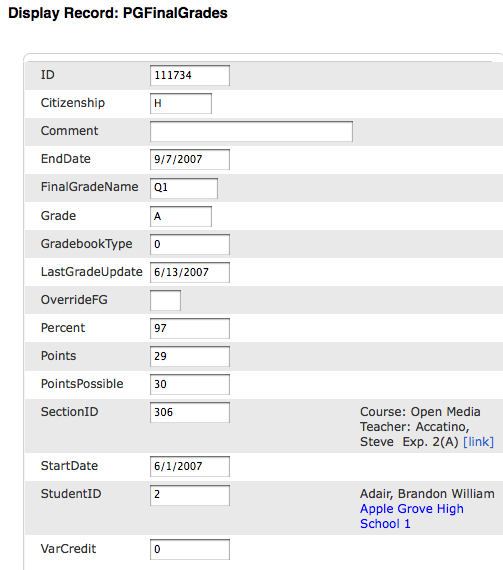 Display Record: PGFinalGrades
ID 111734
Citizenship H
Comment
EndDate 9/7/2007
FinalGradeName Q1
Grade A
GradebookType 0
LastGradeUpdate 6/13/2007
OverrideFG
Percent 97
Points 29
PointsPossible 30
SectionID 306 Course: Open Media
Teacher: Accatino,
Steve Exp. 2(A) [link]
StartDate 6/1/2007
StudentID 2 Adair, Brandon William
Apple Grove High
School 1
VarCredit 0